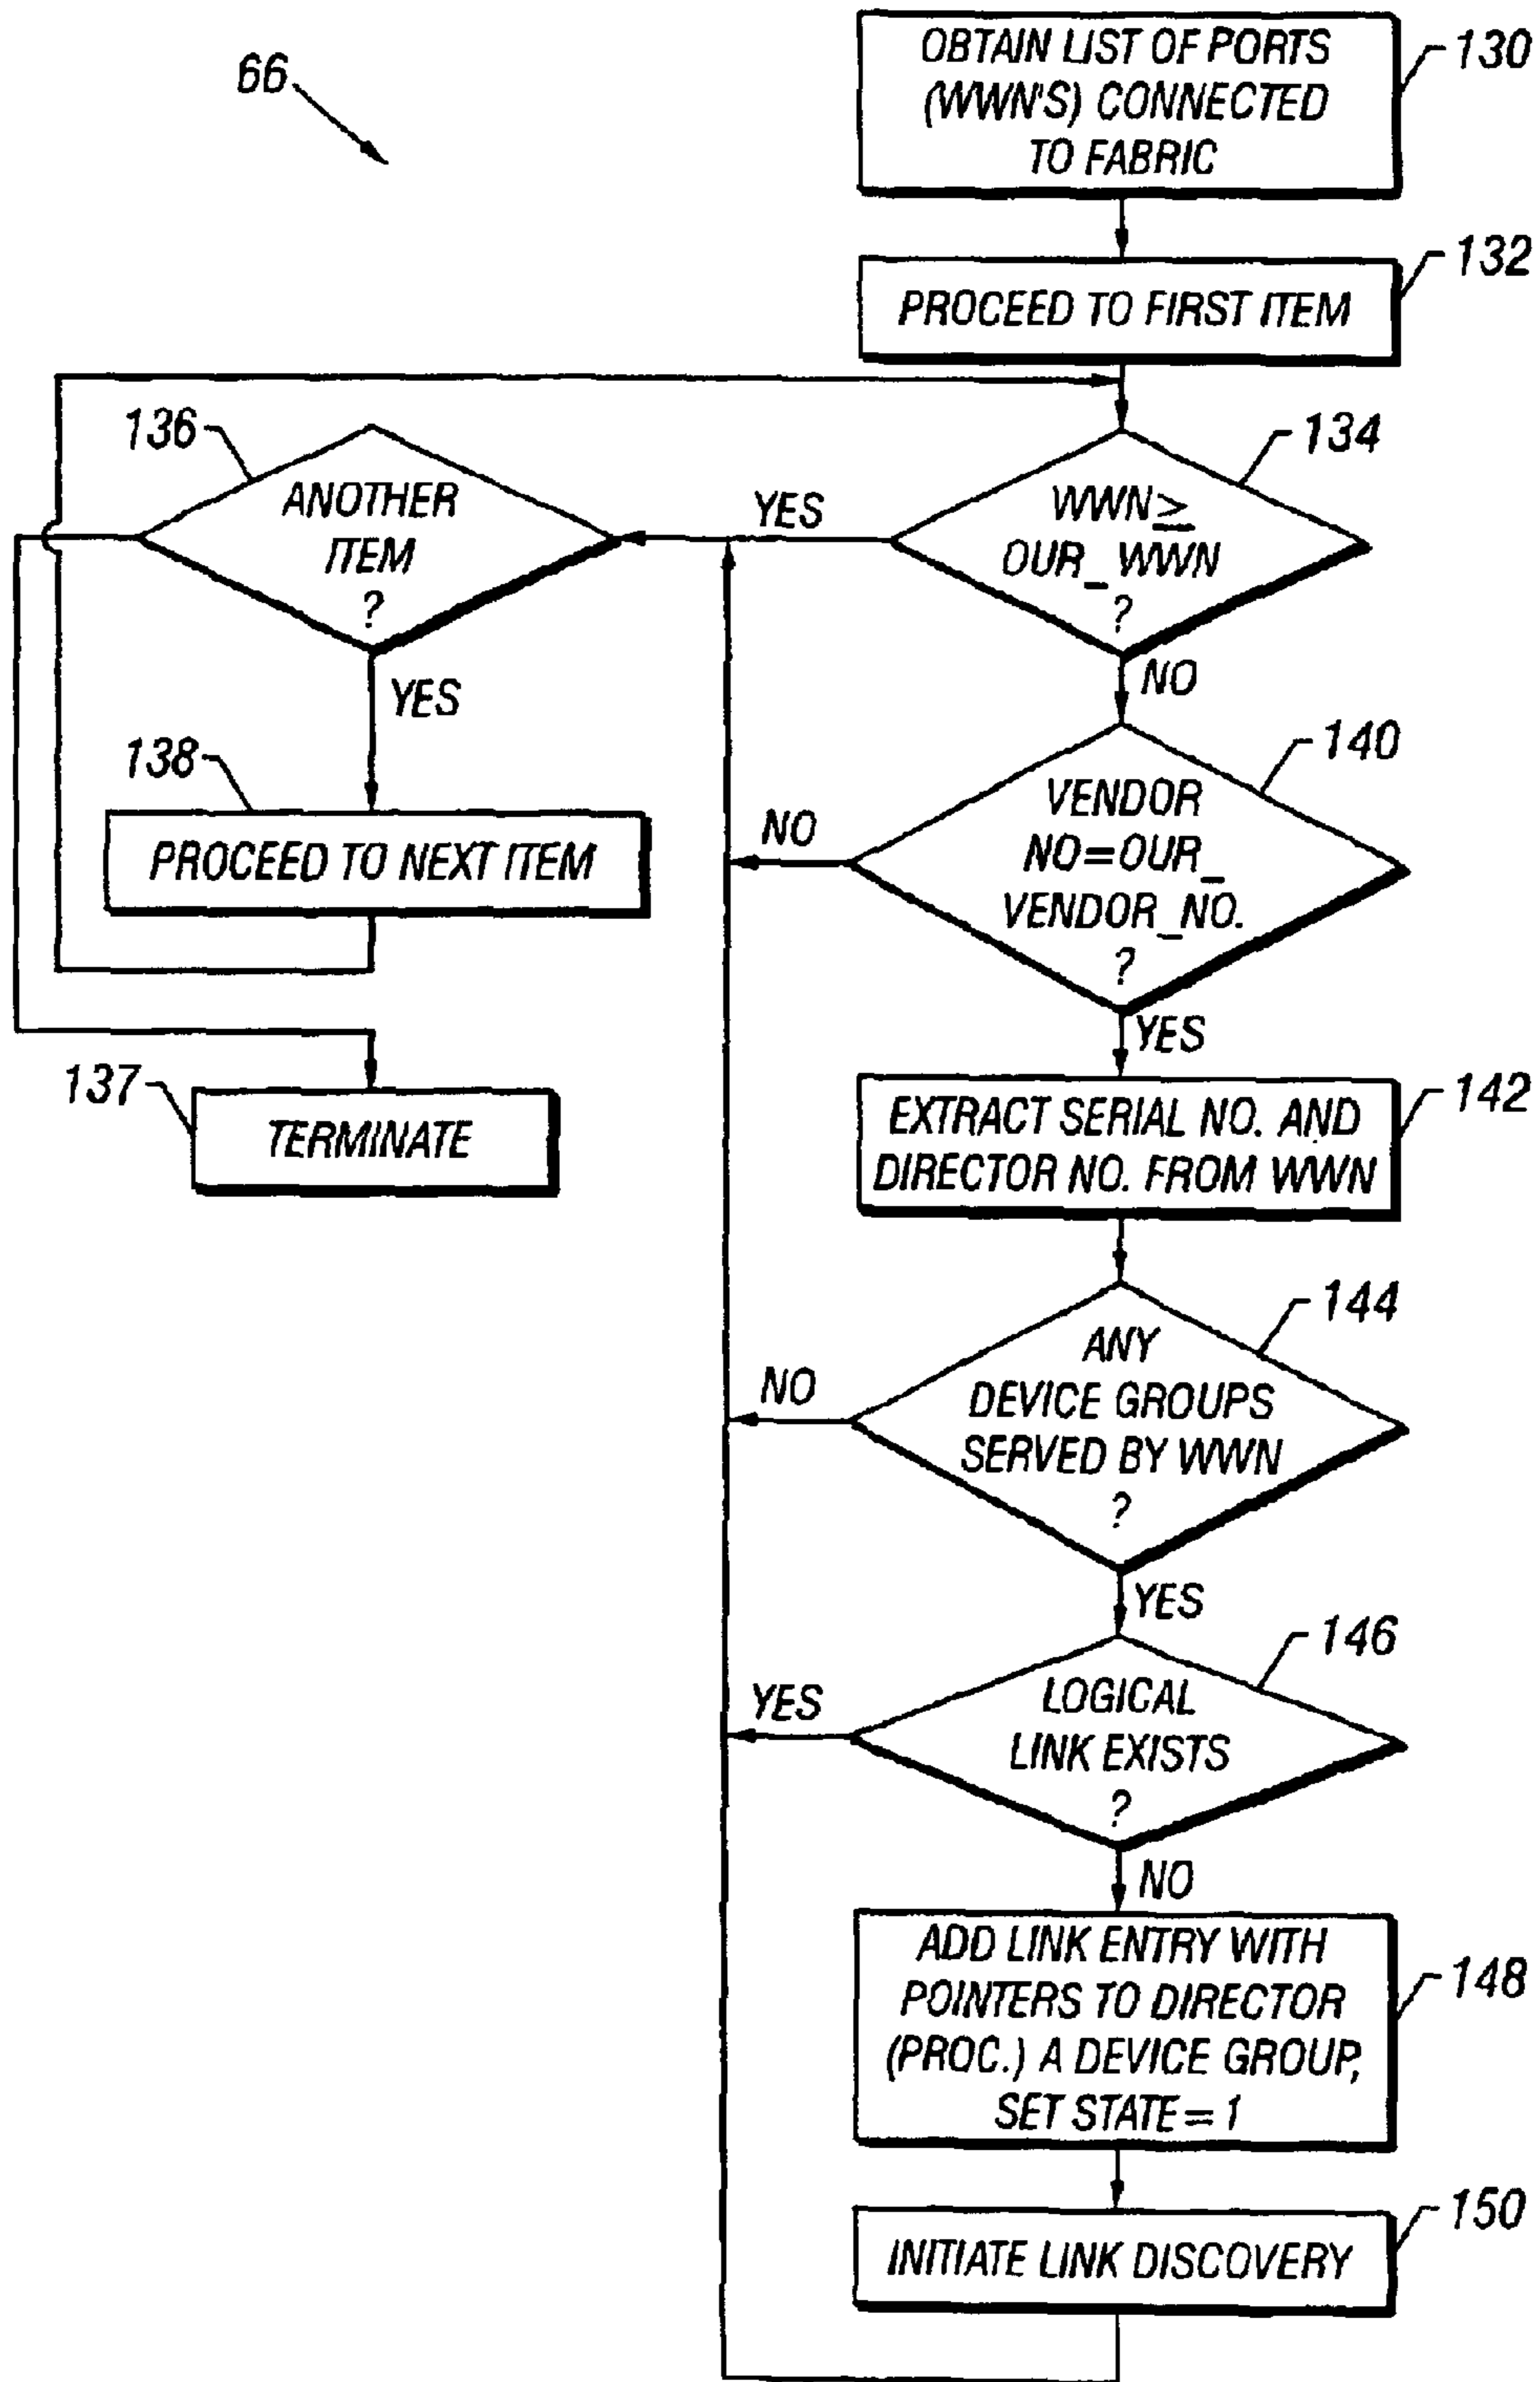 66
OBTAIN LIST OF PORTS
(WWN'S) CONNECTED
TO FABRIC
130
PROCEED TO FIRST ITEM
132
WWN≥
OUR_WWN
?
134
YES
NO
ANOTHER
ITEM
?
136
YES
PROCEED TO NEXT ITEM
138
TERMINATE
137
VENDOR
NO=OUR_
VENDOR_NO.
?
140
NO
YES
EXTRACT SERIAL NO. AND
DIRECTOR NO. FROM WWN
142
ANY
DEVICE GROUPS
SERVED BY WWN
?
144
NO
YES
LOGICAL
LINK EXISTS
?
146
YES
NO
ADD LINK ENTRY WITH
POINTERS TO DIRECTOR
(PROC.) A DEVICE GROUP,
SET STATE=1
148
INITIATE LINK DISCOVERY
150